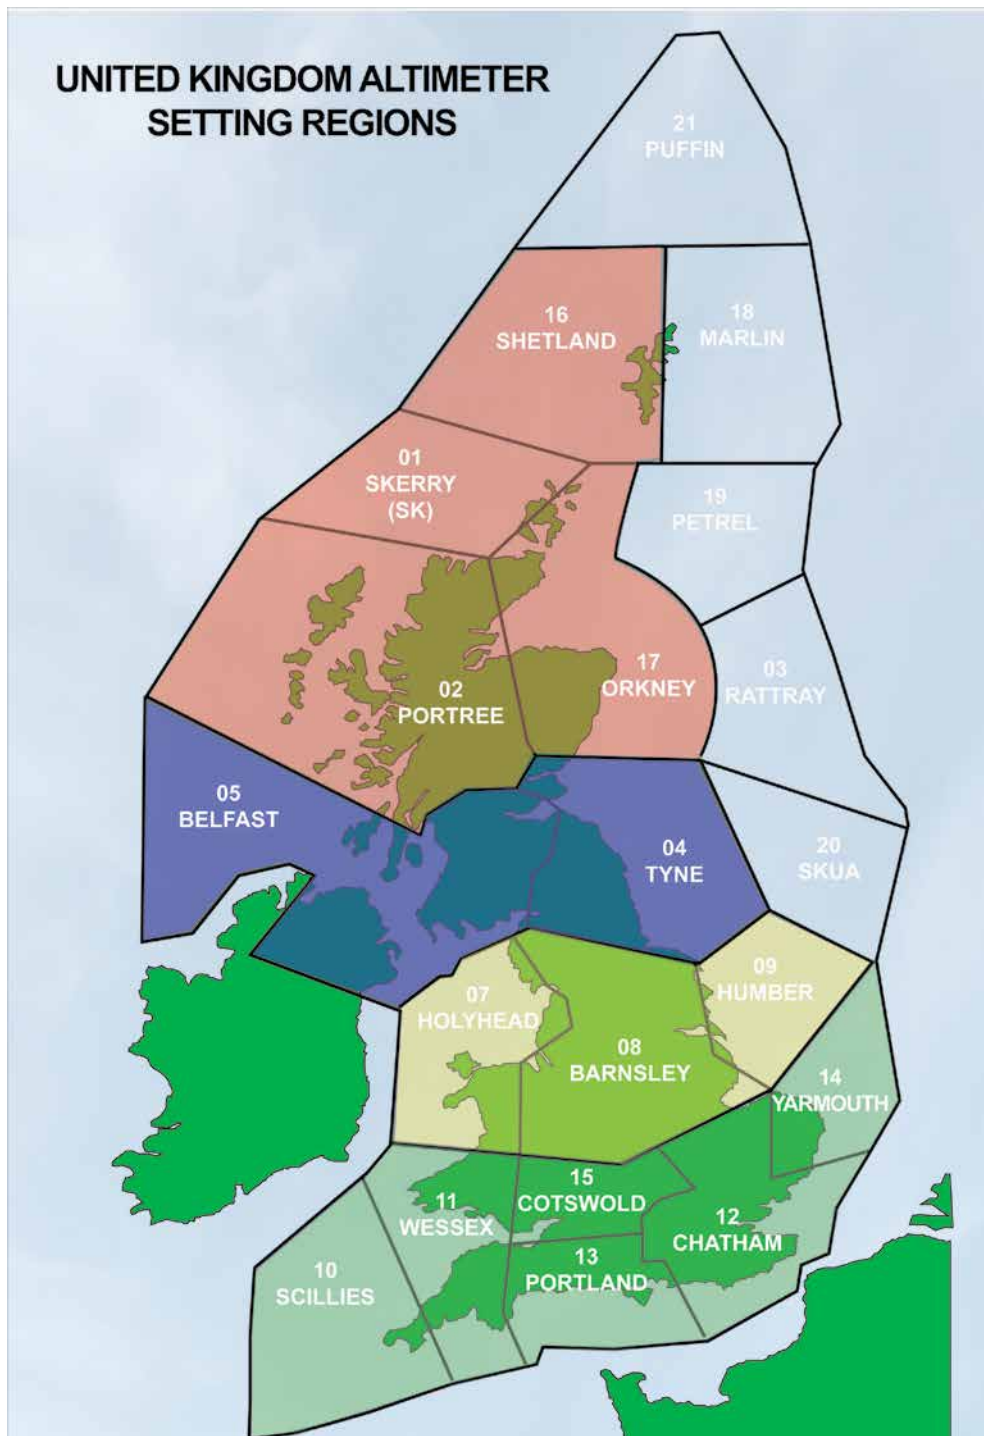 UNITED KINGDOM ALTIMETER
SETTING REGIONS
21
PUFFIN
16
SHETLAND
18
MARLIN
01
SKERRY
(SK)
19
PETREL
17
ORKNEY
03
RATTRAY
02
PORTREE
05
BELFAST
04
TYNE
20
SKUA
09
HUMBER
07
HOLYHEAD
08
BARNSLEY
14
YARMOUTH
15
COTSWOLD
11
WESSEX
12
CHATHAM
13
PORTLAND
10
SCILLIES